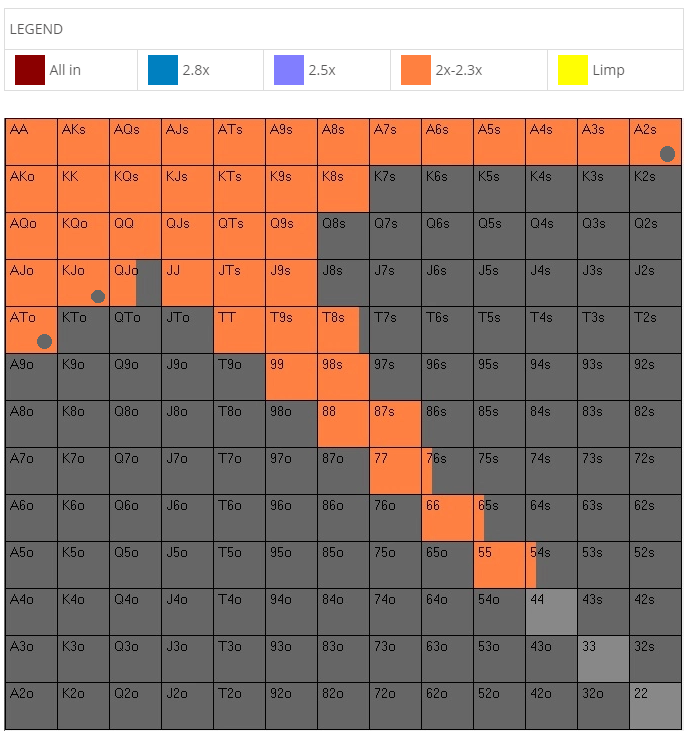 LEGEND
All in 2.8x 2.5x 2x-2.3x Limp
AA AKs AQs AJs ATs A9s A8s A7s A6s A5s A4s A3s A2s
AKo KK KQs KJs KTs K9s K8s K7s K6s K5s K4s K3s K2s
AQo KQo QQ QJs QTs Q9s Q8s Q7s Q6s Q5s Q4s Q3s Q2s
AJo KJo QJo JJ JTs J9s J8s J7s J6s J5s J4s J3s J2s
ATo KTo QTo JTo TT T9s T8s T7s T6s T5s T4s T3s T2s
A9o K9o Q9o J9o T9o 99 98s 97s 96s 95s 94s 93s 92s
A8o K8o Q8o J8o T8o 98o 88 87s 86s 85s 84s 83s 82s
A7o K7o Q7o J7o T7o 97o 87o 77 76s 75s 74s 73s 72s
A6o K6o Q6o J6o T6o 96o 86o 76o 66 65s 64s 63s 62s
A5o K5o Q5o J5o T5o 95o 85o 75o 65o 55 54s 53s 52s
A4o K4o Q4o J4o T4o 94o 84o 74o 64o 54o 44 43s 42s
A3o K3o Q3o J3o T3o 93o 83o 73o 63o 53o 43o 33 32s
A2o K2o Q2o J2o T2o 92o 82o 72o 62o 52o 42o 32o 22